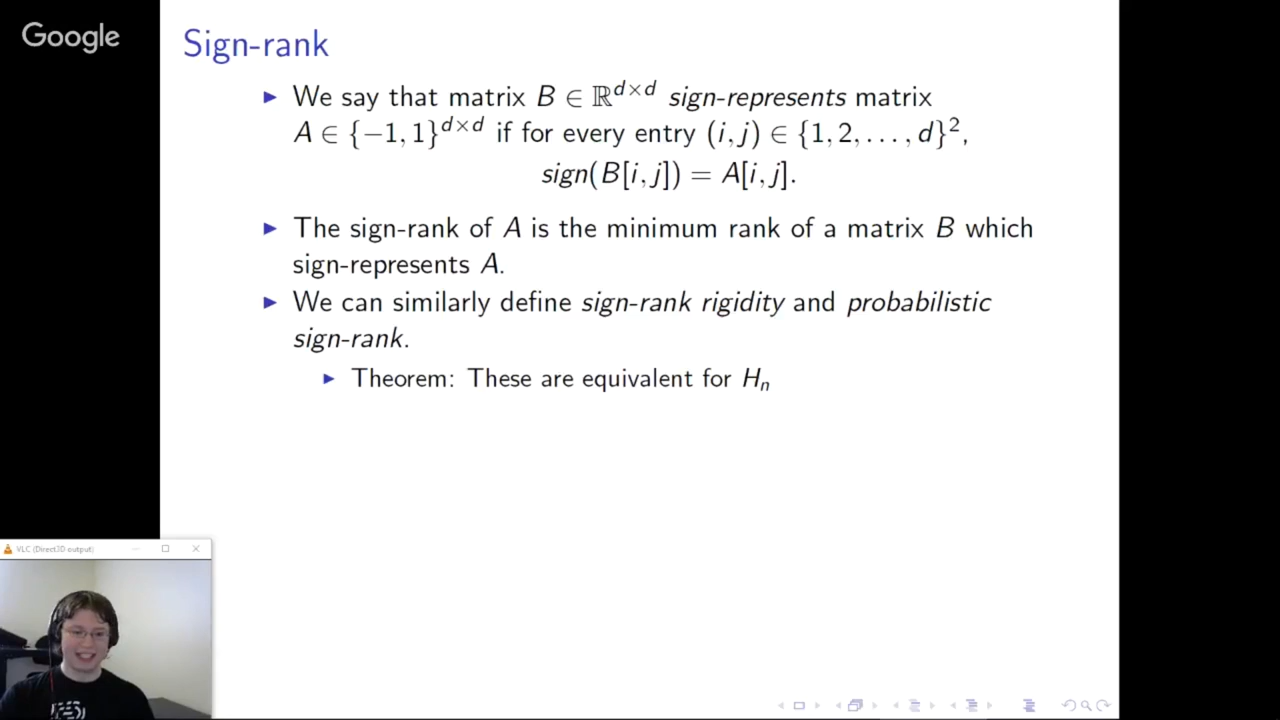 Google
Sign-rank
We say that matrix B ∈ ℝ^{d×d} sign-represents matrix
A ∈ {−1, 1}^{d×d} if for every entry (i, j) ∈ {1, 2, . . . , d}²,
sign(B[i, j]) = A[i, j].
The sign-rank of A is the minimum rank of a matrix B which
sign-represents A.
We can similarly define sign-rank rigidity and probabilistic
sign-rank.
Theorem: These are equivalent for Hₙ
VLC (Direct3D output)